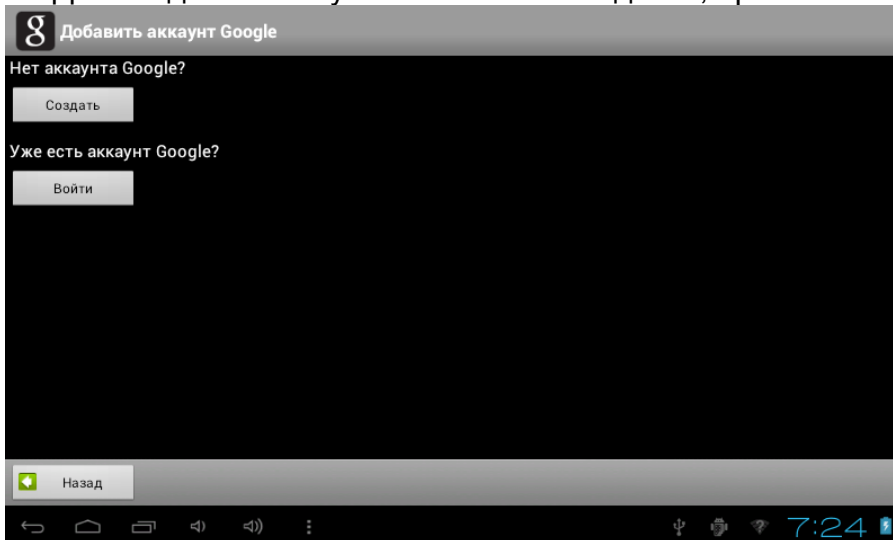 Добавить аккаунт Google
Нет аккаунта Google?
Создать
Уже есть аккаунт Google?
Войти
Назад
7:24